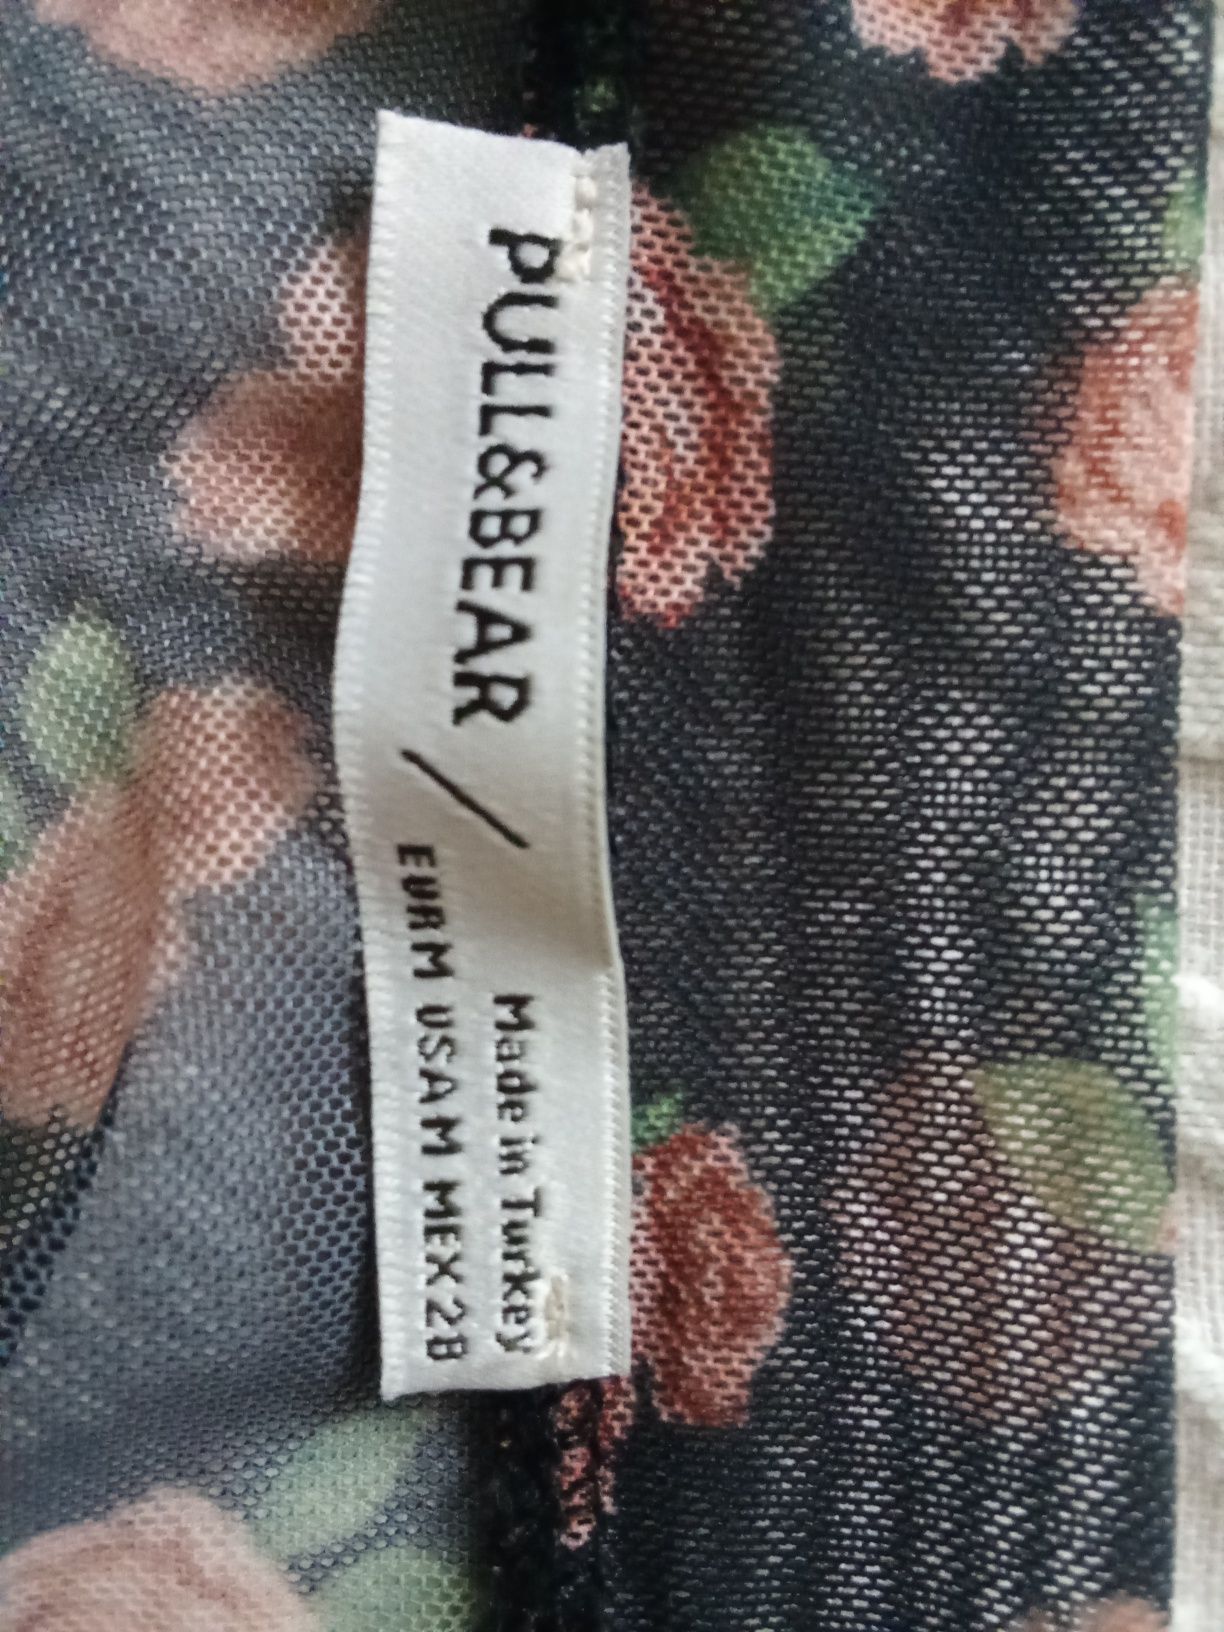 PULL&BEAR /
Made in Turkey
EUR M USA M MEX 28